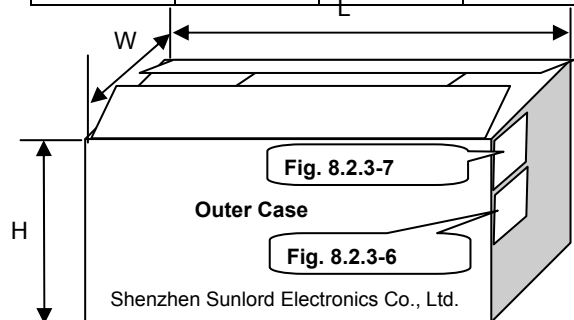 L
W
Fig. 8.2.3-7
Outer Case
H
Fig. 8.2.3-6
Shenzhen Sunlord Electronics Co., Ltd.